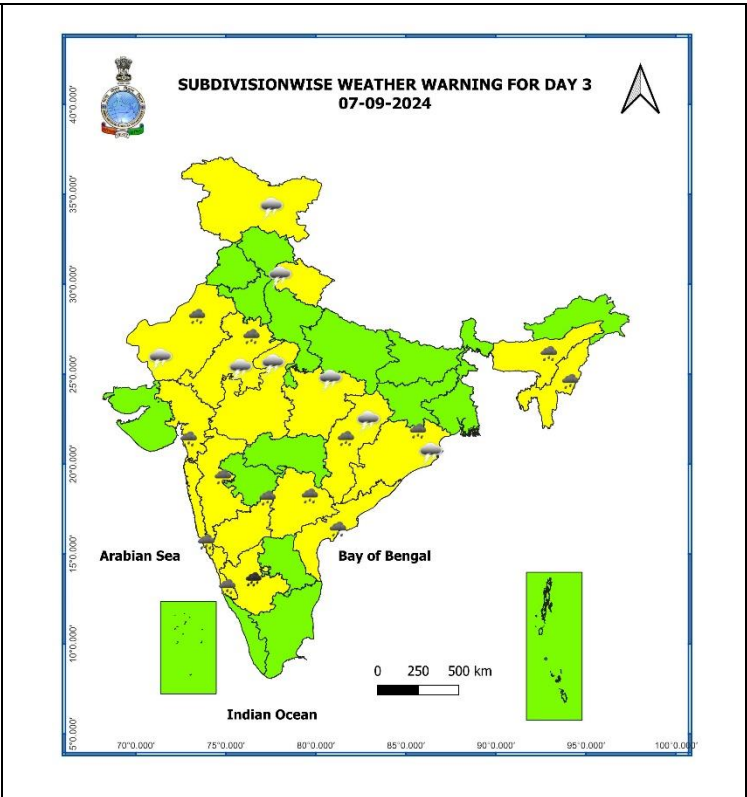 SUBDIVISIONWISE WEATHER WARNING FOR DAY 3
07-09-2024
40°0.000'
35°0.000'
30°0.000'
25°0.000'
20°0.000'
15°0.000'
10°0.000'
5°0.000'
Arabian Sea
Bay of Bengal
0 250 500 km
Indian Ocean
70°0.000' 75°0.000' 80°0.000' 85°0.000' 90°0.000' 95°0.000' 100°0.000'